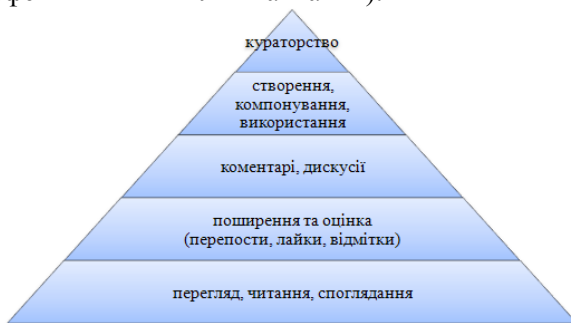 кураторство
створення,
компонування,
використання
коментарі, дискусії
поширення та оцінка
(перепости, лайки, відмітки)
перегляд, читання, споглядання